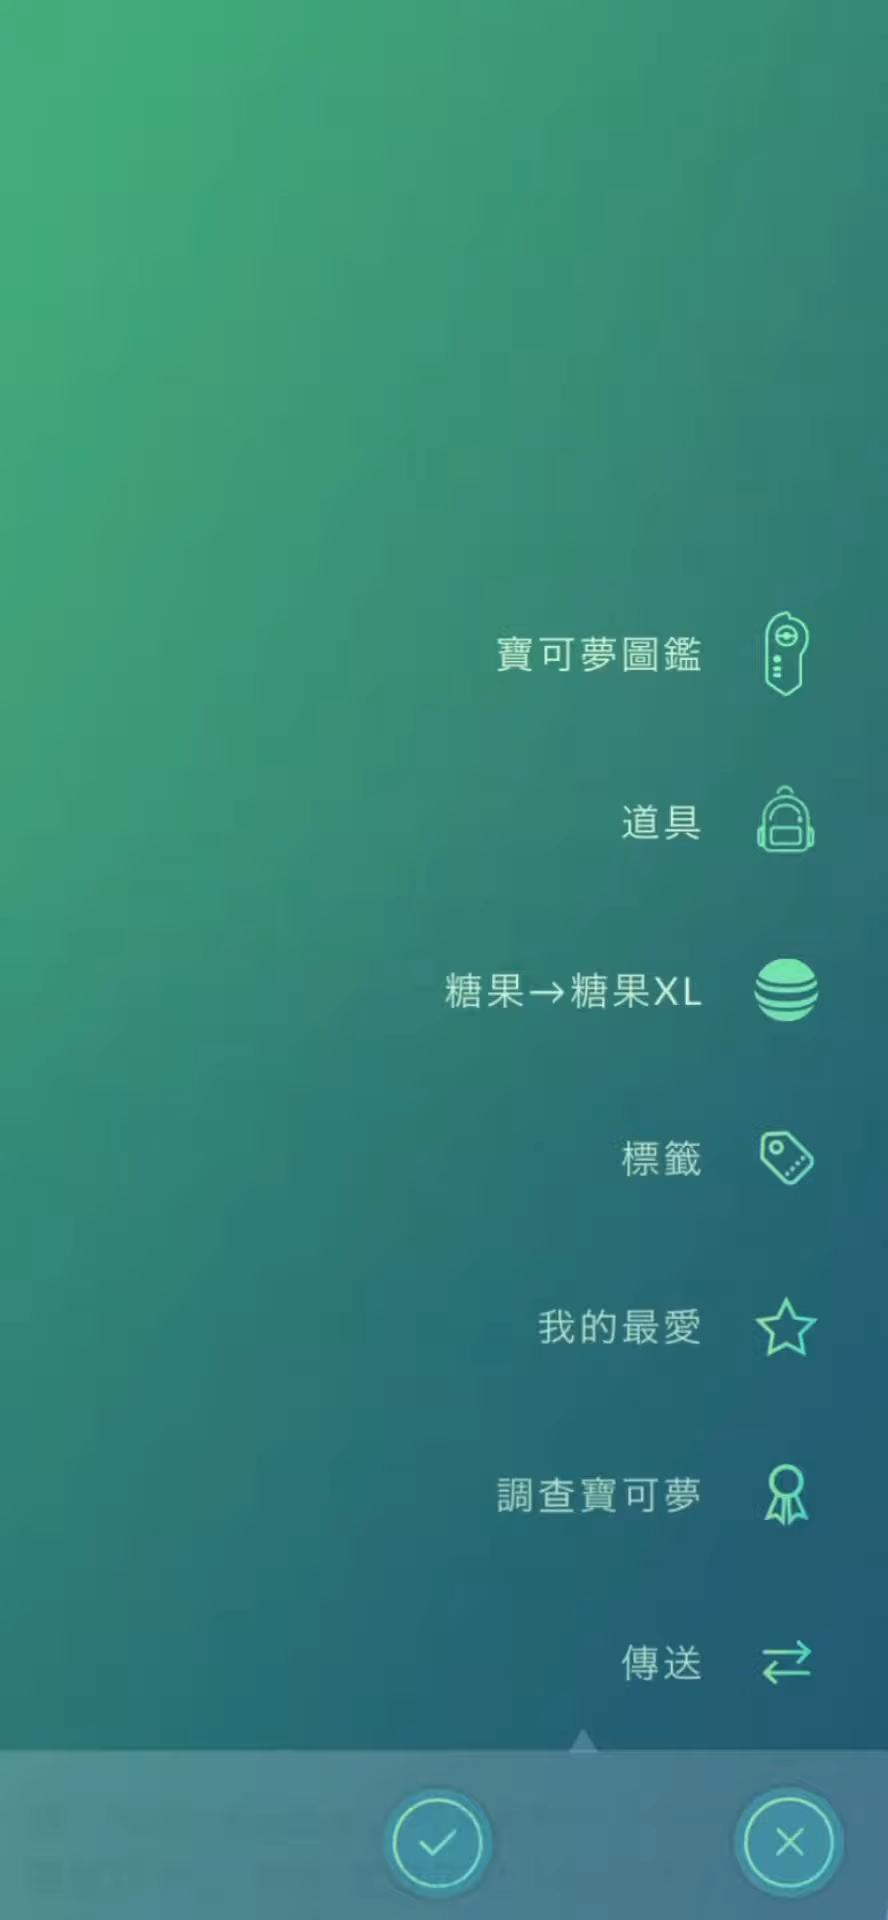 寶可夢圖鑑
道具
糖果→糖果XL
標籤
我的最愛
調查寶可夢
傳送